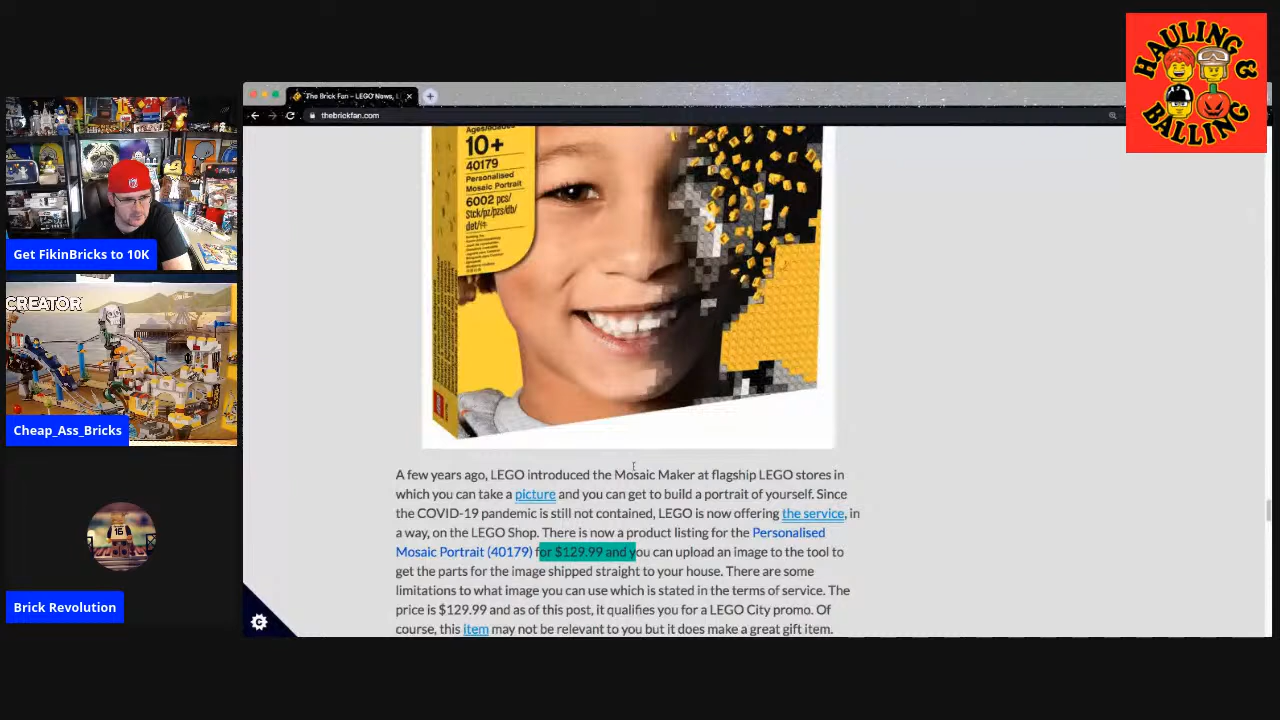 HAULING &
BALLING
The Brick Fan - LEGO News, L
thebrickfan.com
Ages/édades
10+
40179
Personalised
Mosaic Portrait
6002 pcs/
Stck/pz/pzs/db/
Get FikinBricks to 10K
CREATOR
Cheap_Ass_Bricks
15
Brick Revolution
A few years ago, LEGO introduced the Mosaic Maker at flagship LEGO stores in
which you can take a picture and you can get to build a portrait of yourself. Since
the COVID-19 pandemic is still not contained, LEGO is now offering the service, in
a way, on the LEGO Shop. There is now a product listing for the Personalised
Mosaic Portrait (40179) for $129.99 and you can upload an image to the tool to
get the parts for the image shipped straight to your house. There are some
limitations to what image you can use which is stated in the terms of service. The
price is $129.99 and as of this post, it qualifies you for a LEGO City promo. Of
course, this item may not be relevant to you but it does make a great gift item.